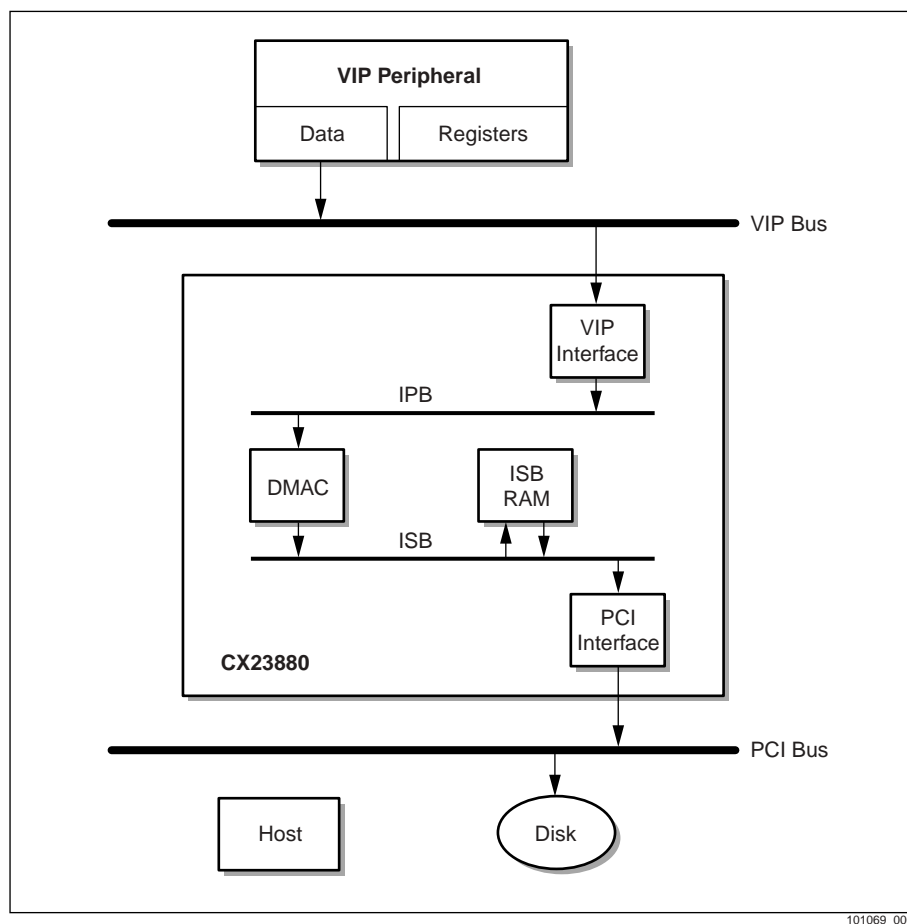 VIP Peripheral
Data
Registers
VIP Bus
VIP
Interface
IPB
DMAC
ISB
RAM
ISB
PCI
Interface
CX23880
PCI Bus
Host
Disk
101069_00